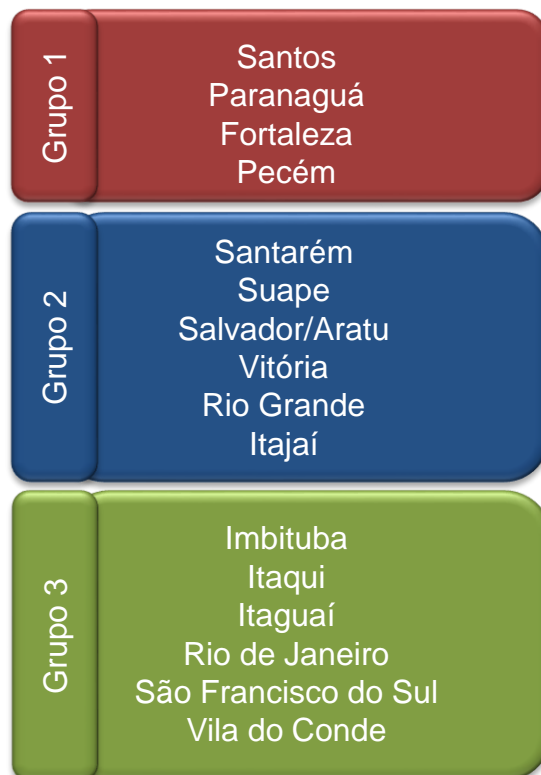 Grupo 1
Santos
Paranaguá
Fortaleza
Pecém
Grupo 2
Santarém
Suape
Salvador/Aratu
Vitória
Rio Grande
Itajaí
Grupo 3
Imbituba
Itaqui
Itaguaí
Rio de Janeiro
São Francisco do Sul
Vila do Conde